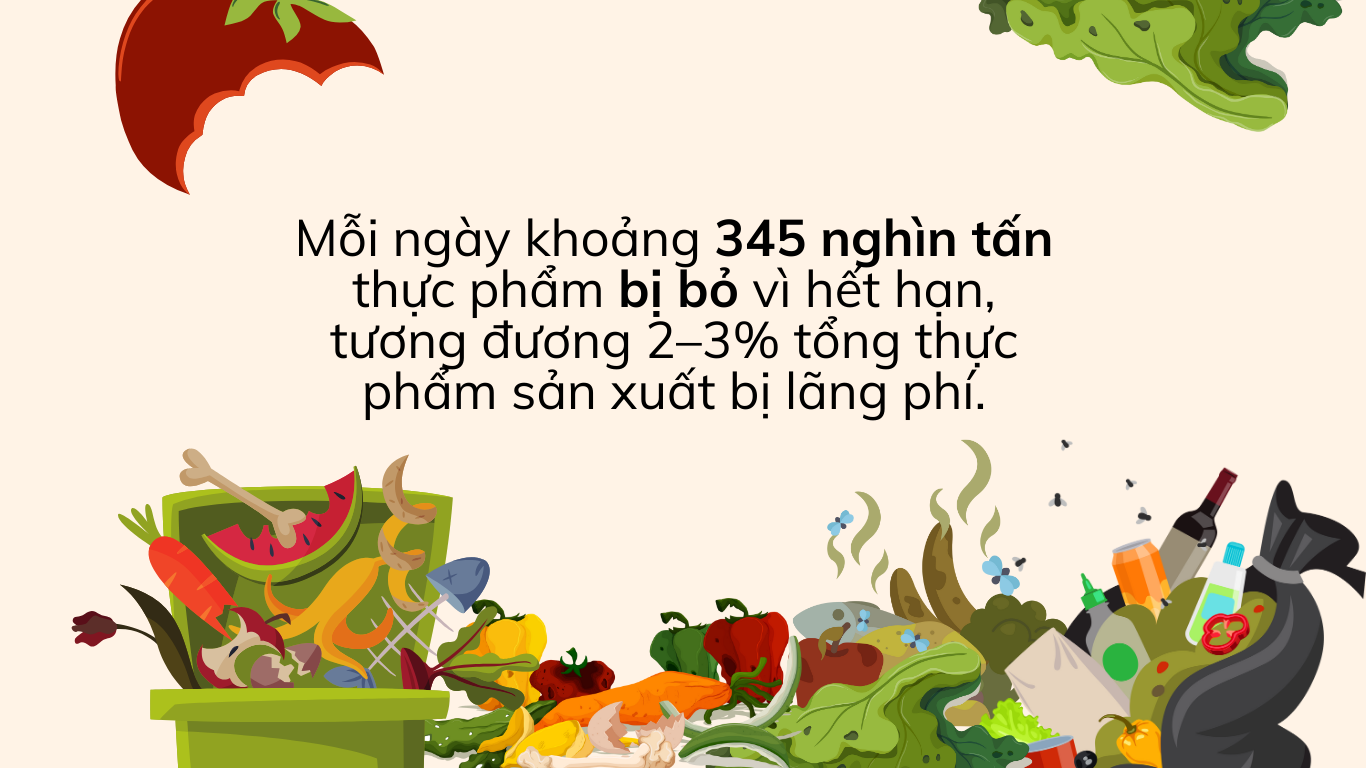 Mỗi ngày khoảng 345 nghìn tấn
thực phẩm bị bỏ vì hết hạn,
tương đương 2–3% tổng thực
phẩm sản xuất bị lãng phí.